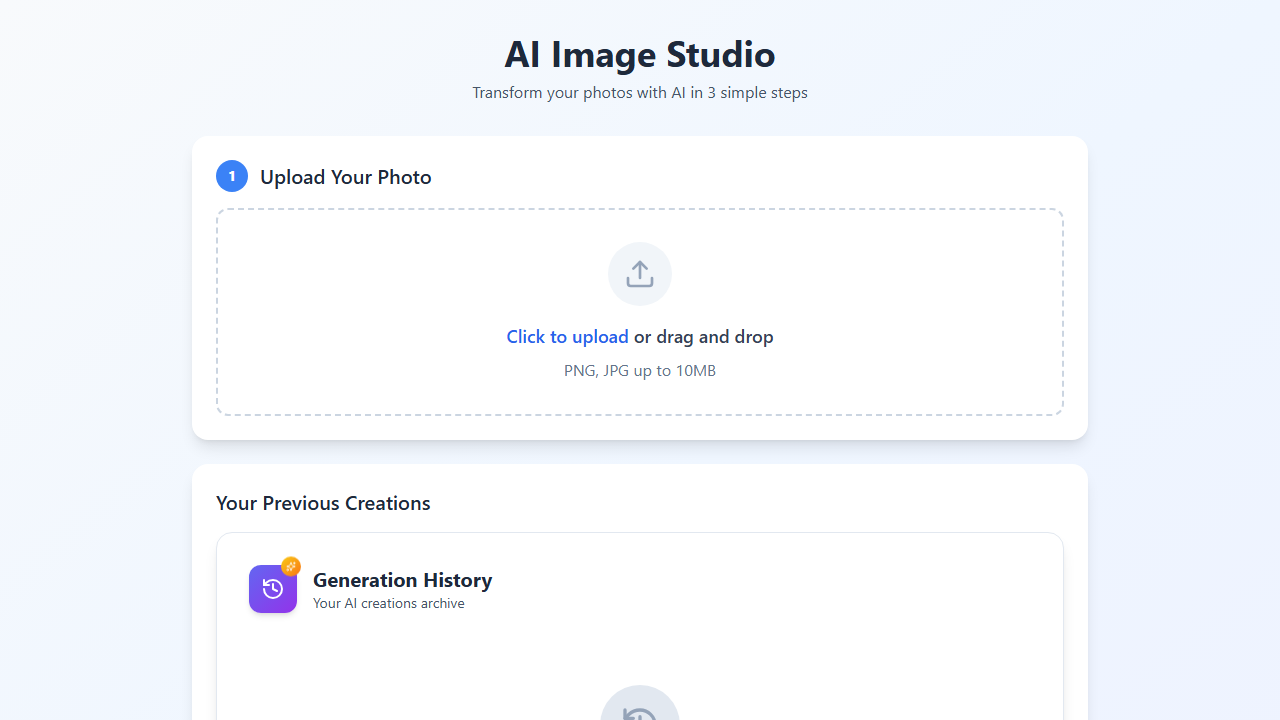 AI Image Studio
Transform your photos with AI in 3 simple steps
1
Upload Your Photo
Click to upload or drag and drop
PNG, JPG up to 10MB
Your Previous Creations
Generation History
Your AI creations archive